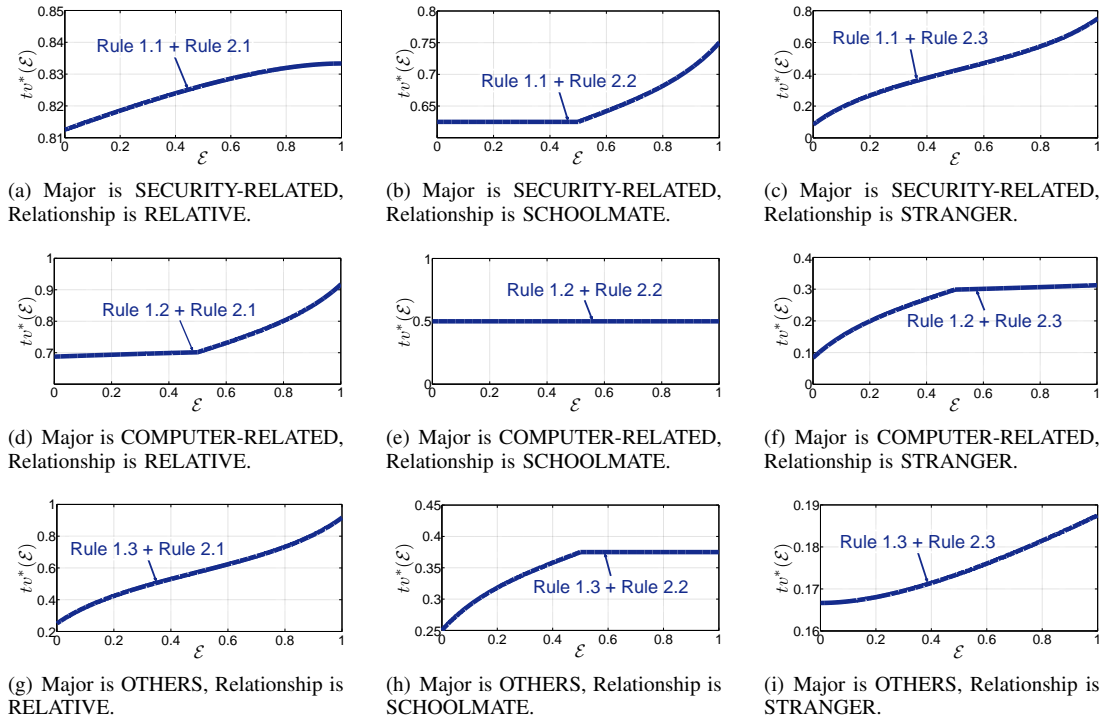 0.85
0.84
0.83
0.82
0.81
tv*(ℰ)
Rule 1.1 + Rule 2.1
0 0.2 0.4 0.6 0.8 1
ℰ
(a) Major is SECURITY-RELATED,
Relationship is RELATIVE.
0.75
0.65
tv*(ℰ)
Rule 1.1 + Rule 2.2
0 0.2 0.4 0.6 0.8 1
ℰ
(b) Major is SECURITY-RELATED,
Relationship is SCHOOLMATE.
0.8
0.6
0.4
0.2
0
tv*(ℰ)
Rule 1.1 + Rule 2.3
0 0.2 0.4 0.6 0.8 1
ℰ
(c) Major is SECURITY-RELATED,
Relationship is STRANGER.
1
0.9
0.8
0.7
tv*(ℰ)
Rule 1.2 + Rule 2.1
0 0.2 0.4 0.6 0.8 1
ℰ
(d) Major is COMPUTER-RELATED,
Relationship is RELATIVE.
1
0.5
0
tv*(ℰ)
Rule 1.2 + Rule 2.2
0 0.2 0.4 0.6 0.8 1
ℰ
(e) Major is COMPUTER-RELATED,
Relationship is SCHOOLMATE.
0.4
0.3
0.2
0.1
0
tv*(ℰ)
Rule 1.2 + Rule 2.3
0 0.2 0.4 0.6 0.8 1
ℰ
(f) Major is COMPUTER-RELATED,
Relationship is STRANGER.
1
0.8
0.6
0.4
0.2
tv*(ℰ)
Rule 1.3 + Rule 2.1
0 0.2 0.4 0.6 0.8 1
ℰ
(g) Major is OTHERS, Relationship is
RELATIVE.
0.45
0.4
0.35
0.3
0.25
tv*(ℰ)
Rule 1.3 + Rule 2.2
0 0.2 0.4 0.6 0.8 1
ℰ
(h) Major is OTHERS, Relationship is
SCHOOLMATE.
0.19
0.18
0.17
0.16
tv*(ℰ)
Rule 1.3 + Rule 2.3
0 0.2 0.4 0.6 0.8 1
ℰ
(i) Major is OTHERS, Relationship is
STRANGER.